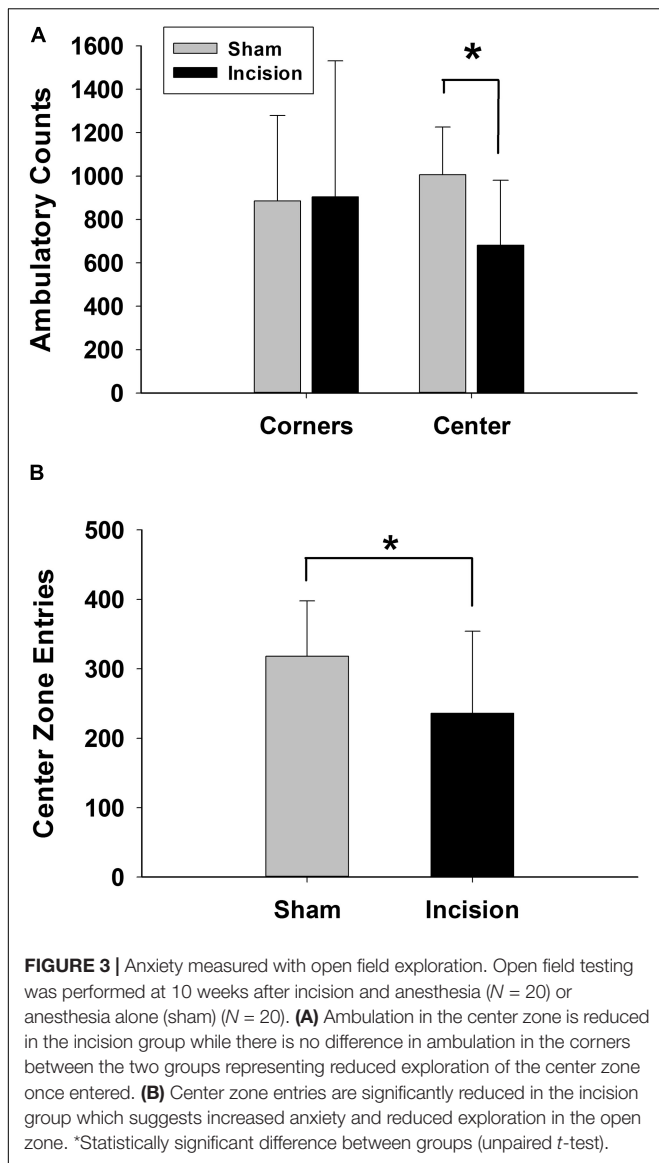 A
1600
1400
1200
1000
800
600
400
200
0
Ambulatory Counts
Sham
Incision
*
Corners Center
B
500
400
300
200
100
0
Center Zone Entries
*
Sham Incision
FIGURE 3 | Anxiety measured with open field exploration. Open field testing
was performed at 10 weeks after incision and anesthesia (N = 20) or
anesthesia alone (sham) (N = 20). (A) Ambulation in the center zone is reduced
in the incision group while there is no difference in ambulation in the corners
between the two groups representing reduced exploration of the center zone
once entered. (B) Center zone entries are significantly reduced in the incision
group which suggests increased anxiety and reduced exploration in the open
zone. *Statistically significant difference between groups (unpaired t-test).